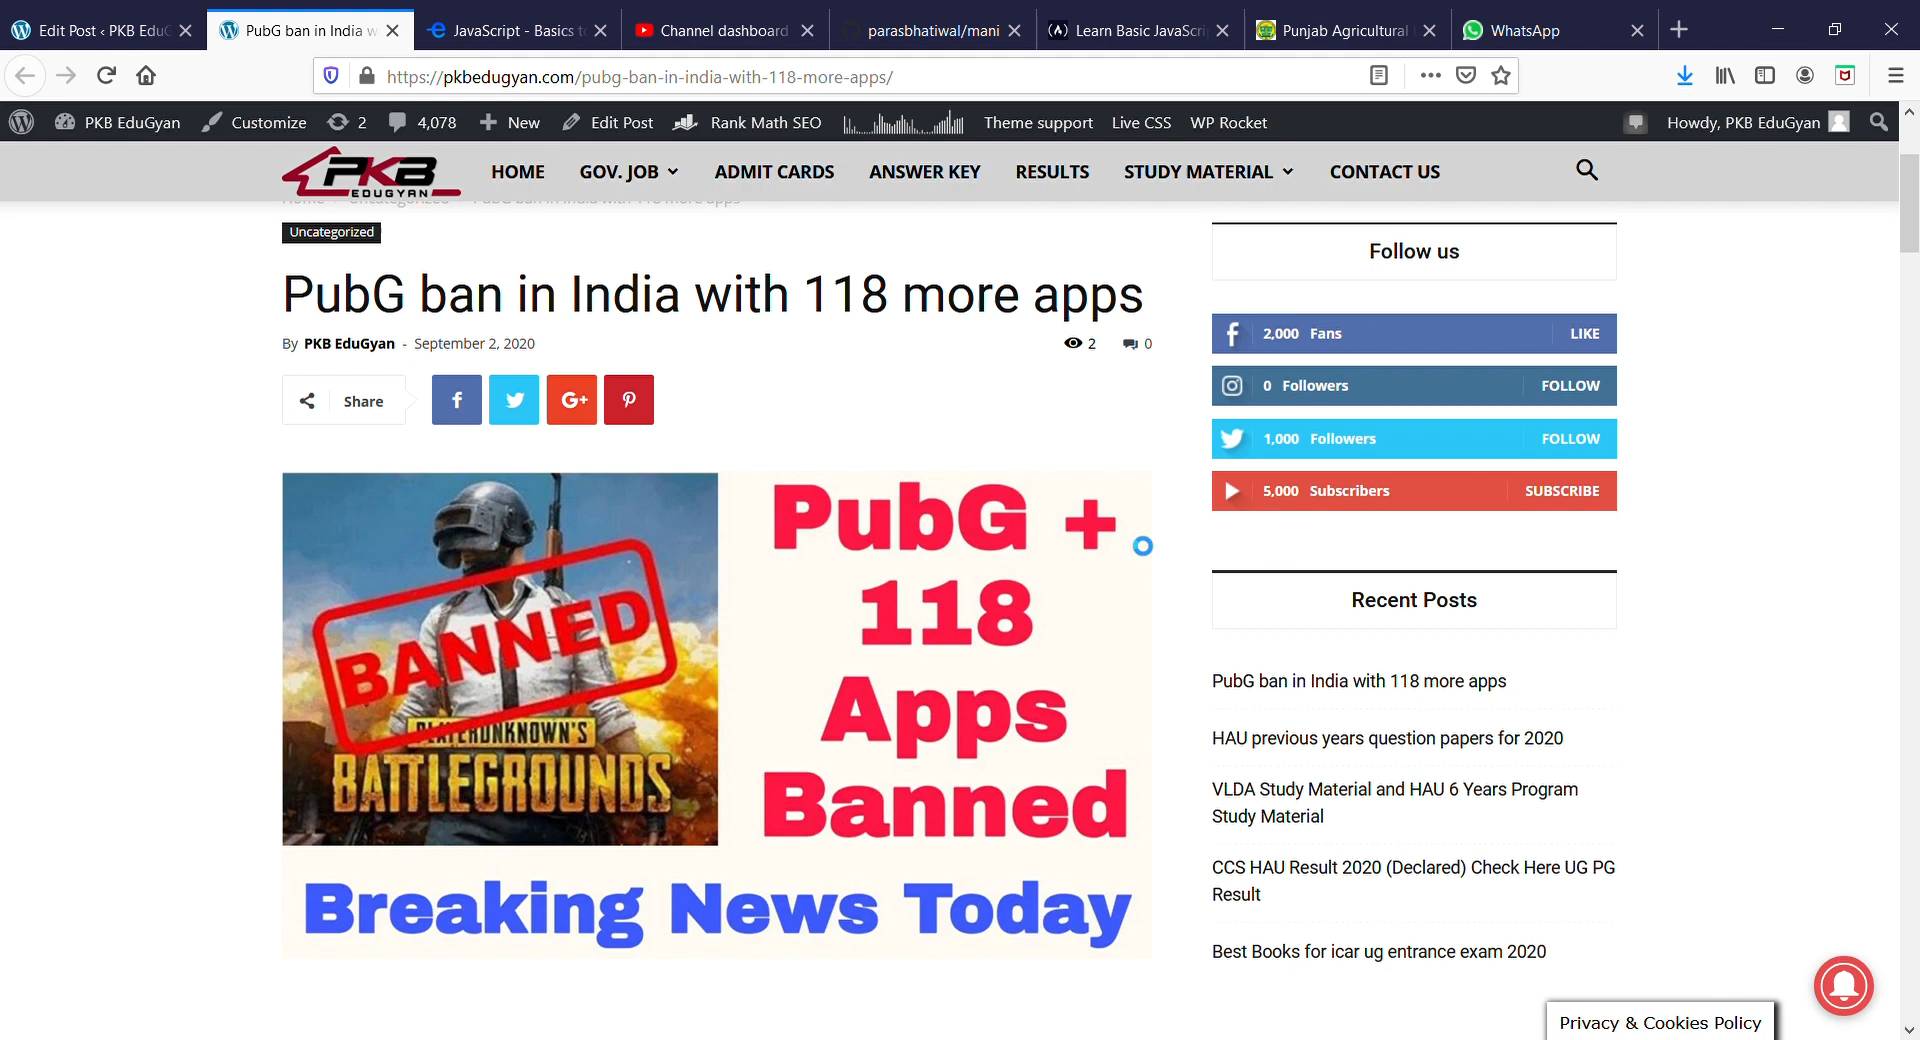 Edit Post ‹ PKB Edu
PubG ban in India w
JavaScript - Basics t
Channel dashboard
parasbhatiwal/mani
Learn Basic JavaScri
Punjab Agricultural
WhatsApp
https://pkbedugyan.com/pubg-ban-in-india-with-118-more-apps/
PKB EduGyan Customize 2 4,078 New Edit Post Rank Math SEO Theme support Live CSS WP Rocket Howdy, PKB EduGyan
PKB
EDUGYAN
HOME GOV. JOB ADMIT CARDS ANSWER KEY RESULTS STUDY MATERIAL CONTACT US
Uncategorized
PubG ban in India with 118 more apps
By PKB EduGyan - September 2, 2020 2 0
Share
G+
BANNED
PLAYERUNKNOWN'S
BATTLEGROUNDS
PubG +
118
Apps
Banned
Breaking News Today
Follow us
2,000 Fans LIKE
0 Followers FOLLOW
1,000 Followers FOLLOW
5,000 Subscribers SUBSCRIBE
Recent Posts
PubG ban in India with 118 more apps
HAU previous years question papers for 2020
VLDA Study Material and HAU 6 Years Program
Study Material
CCS HAU Result 2020 (Declared) Check Here UG PG
Result
Best Books for icar ug entrance exam 2020
Privacy & Cookies Policy